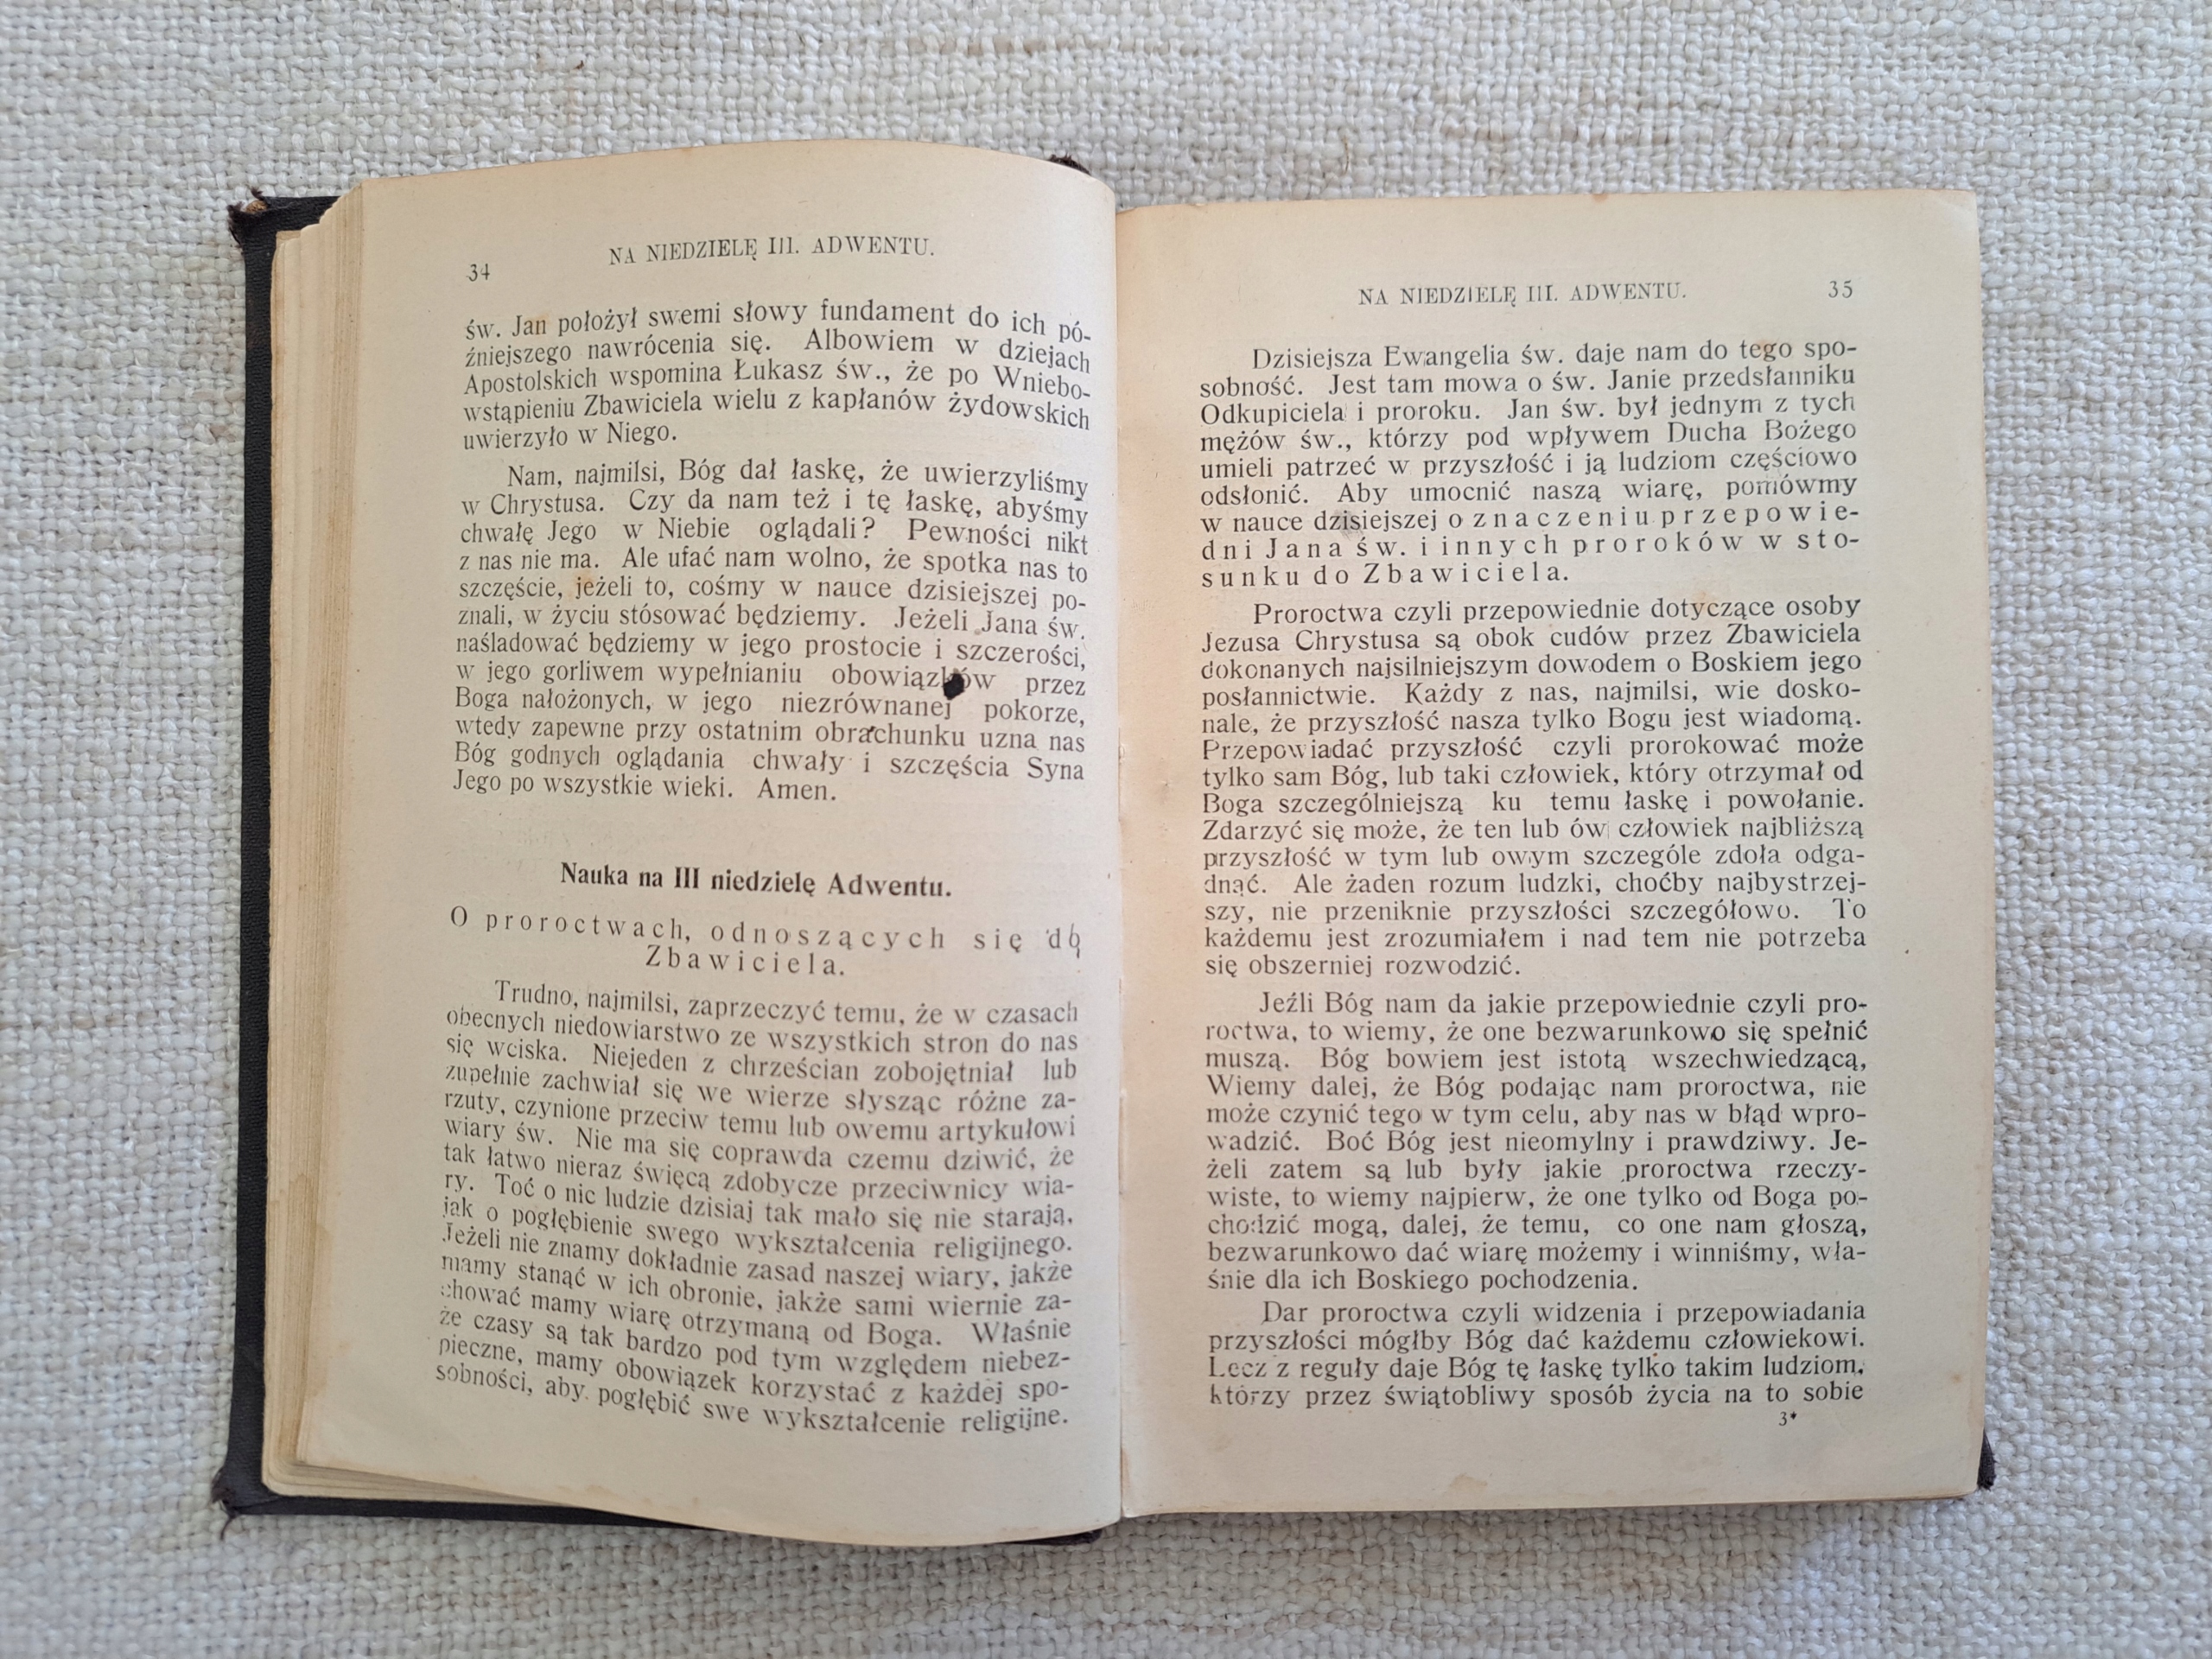 34
NA NIEDZIELĘ III. ADWENTU.
św. Jan położył swemi słowy fundament do ich pó-
źniejszego nawrócenia się. Albowiem w dziejach
Apostolskich wspomina Łukasz św., że po Wniebo-
wstąpieniu Zbawiciela wielu z kapłanów żydowskich
uwierzyło w Niego.
Nam, najmilsi, Bóg dał łaskę, że uwierzyliśmy
w Chrystusa. Czy da nam też i tę łaskę, abyśmy
chwałę Jego w Niebie oglądali? Pewności nikt
z nas nie ma. Ale ufać nam wolno, że spotka nas to
szczęście, jeżeli to, cośmy w nauce dzisiejszej po-
znali, w życiu stósować będziemy. Jeżeli Jana św.
naśladować będziemy w jego prostocie i szczerości,
w jego gorliwem wypełnianiu obowiązków przez
Boga nałożonych, w jego niezrównanej pokorze,
wtedy zapewne przy ostatnim obrachunku uzna nas
Bóg godnych oglądania chwały i szczęścia Syna
Jego po wszystkie wieki. Amen.
Nauka na III niedzielę Adwentu.
O proroctwach, odnoszących się do
Zbawiciela.
Trudno, najmilsi, zaprzeczyć temu, że w czasach
obecnych niedowiarstwo ze wszystkich stron do nas
się wciska. Niejeden z chrześcian zobojętniał lub
zupełnie zachwiał się we wierze słysząc różne za-
rzuty, czynione przeciw temu lub owemu artykułowi
wiary św. Nie ma się coprawda czemu dziwić, że
tak łatwo nieraz święcą zdobycze przeciwnicy wia-
ry. Toć o nic ludzie dzisiaj tak mało się nie starają,
jak o pogłębienie swego wykształcenia religijnego.
Jeżeli nie znamy dokładnie zasad naszej wiary, jakże
mamy stanąć w ich obronie, jakże sami wiernie za-
chować mamy wiarę otrzymaną od Boga. Właśnie
że czasy są tak bardzo pod tym względem niebez-
pieczne, mamy obowiązek korzystać z każdej spo-
sobności, aby pogłębić swe wykształcenie religijne.
NA NIEDZIELĘ III. ADWENTU.
35
Dzisiejsza Ewangelia św. daje nam do tego spo-
sobność. Jest tam mowa o św. Janie przedsłanniku
Odkupiciela i proroku. Jan św. był jednym z tych
mężów św., którzy pod wpływem Ducha Bożego
umieli patrzeć w przyszłość i ją ludziom częściowo
odsłonić. Aby umocnić naszą wiarę, pomówmy
w nauce dzisiejszej o znaczeniu przepowie-
dni Jana św. i innych proroków w sto-
sunku do Zbawiciela.
Proroctwa czyli przepowiednie dotyczące osoby
Jezusa Chrystusa są obok cudów przez Zbawiciela
dokonanych najsilniejszym dowodem o Boskiem jego
posłannictwie. Każdy z nas, najmilsi, wie dosko-
nale, że przyszłość nasza tylko Bogu jest wiadomą.
Przepowiadać przyszłość czyli prorokować może
tylko sam Bóg, lub taki człowiek, który otrzymał od
Boga szczególniejszą ku temu łaskę i powołanie.
Zdarzyć się może, że ten lub ów człowiek najbliższą
przyszłość w tym lub owym szczególe zdoła odga-
dnąć. Ale żaden rozum ludzki, choćby najbystrzej-
szy, nie przeniknie przyszłości szczegółowo. To
każdemu jest zrozumiałem i nad tem nie potrzeba
się obszerniej rozwodzić.
Jeźli Bóg nam da jakie przepowiednie czyli pro-
roctwa, to wiemy, że one bezwarunkowo się spełnić
muszą. Bóg bowiem jest istotą wszechwiedzącą,
Wiemy dalej, że Bóg podając nam proroctwa, nie
może czynić tego w tym celu, aby nas w błąd wpro-
wadzić. Boć Bóg jest nieomylny i prawdziwy. Je-
żeli zatem są lub były jakie proroctwa rzeczy-
wiste, to wiemy najpierw, że one tylko od Boga po-
chodzić mogą, dalej, że temu, co one nam głoszą,
bezwarunkowo dać wiarę możemy i winniśmy, wła-
śnie dla ich Boskiego pochodzenia.
Dar proroctwa czyli widzenia i przepowiadania
przyszłości mógłby Bóg dać każdemu człowiekowi.
Lecz z reguły daje Bóg tę łaskę tylko takim ludziom,
którzy przez świątobliwy sposób życia na to sobie
3*